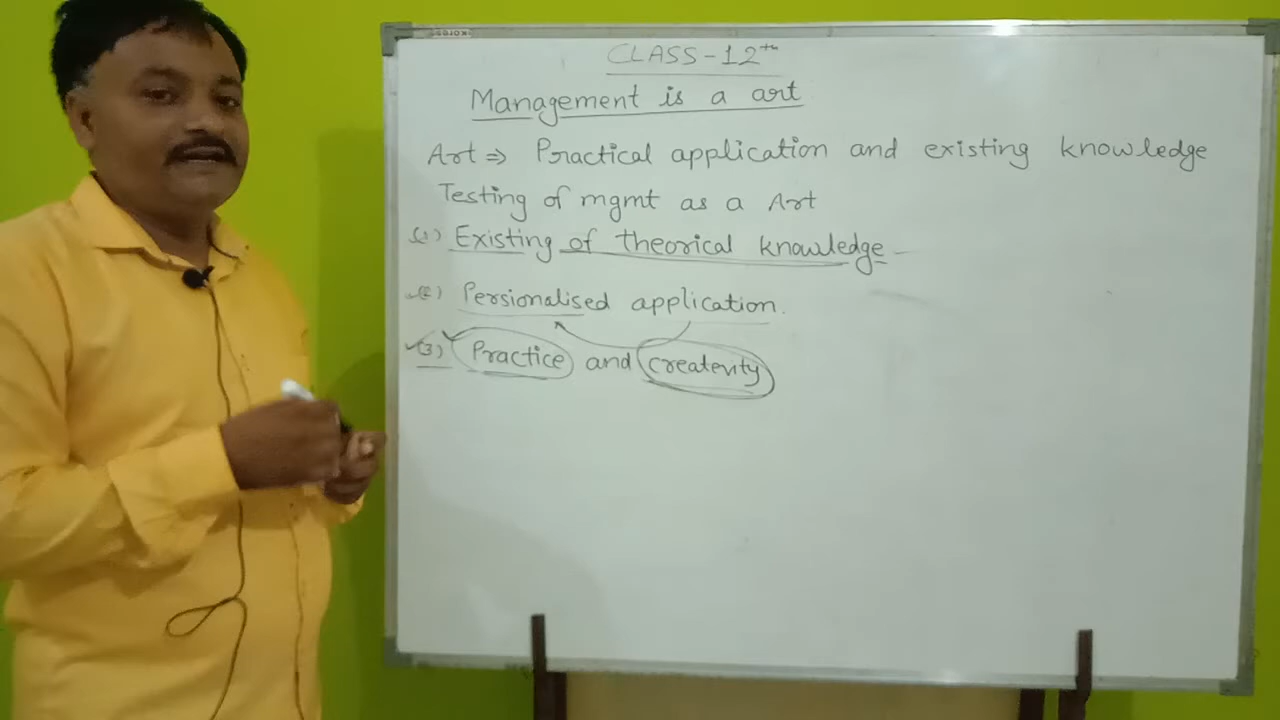 CLASS-12th
Management is a art
Art ⇒ Practical application and existing knowledge
Testing of mgmt as a Art
(1) Existing of theorical knowledge
(2) Persionalised application.
(3) Practice and createvity